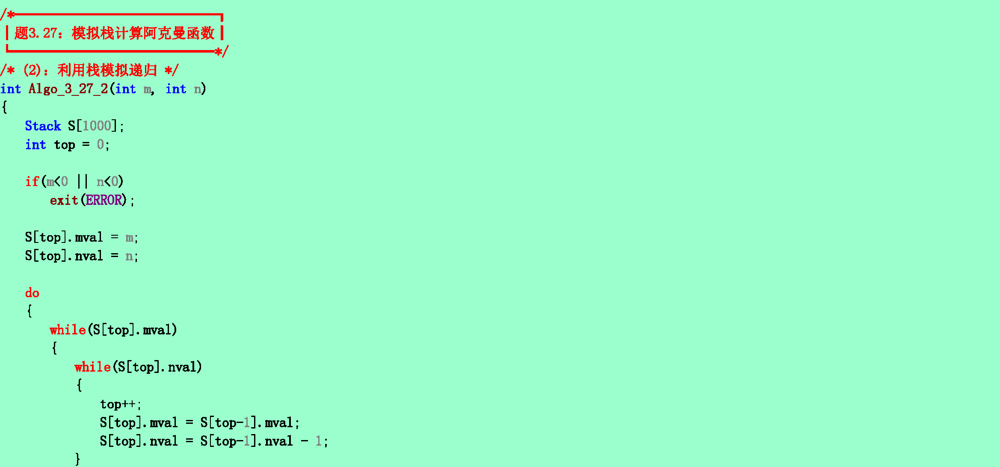 /*━━━━━━━━━━━━━━┓
┃题3.27：模拟栈计算阿克曼函数┃
┗━━━━━━━━━━━━━━*/
/* (2)：利用栈模拟递归 */
int Algo_3_27_2(int m, int n)
{
Stack S[1000];
int top = 0;
if(m<0 || n<0)
exit(ERROR);
S[top].mval = m;
S[top].nval = n;
do
{
while(S[top].mval)
{
while(S[top].nval)
{
top++;
S[top].mval = S[top-1].mval;
S[top].nval = S[top-1].nval - 1;
}